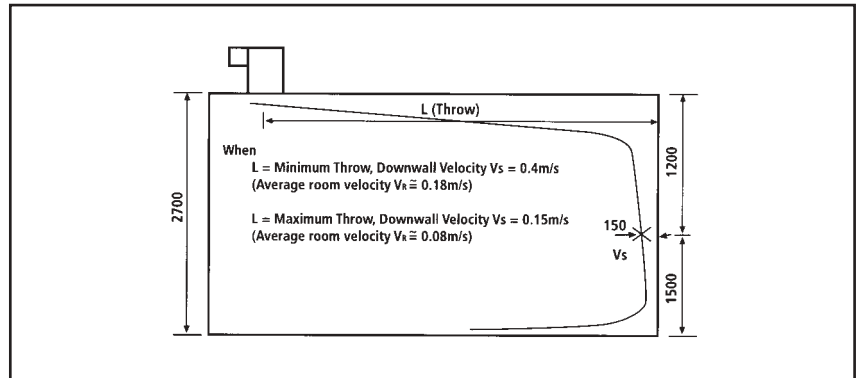 L (Throw)
When
L = Minimum Throw, Downwall Velocity Vs = 0.4m/s
(Average room velocity VR ≅ 0.18m/s)
L = Maximum Throw, Downwall Velocity Vs = 0.15m/s
(Average room velocity VR ≅ 0.08m/s)
2700
1200
150
Vs
1500